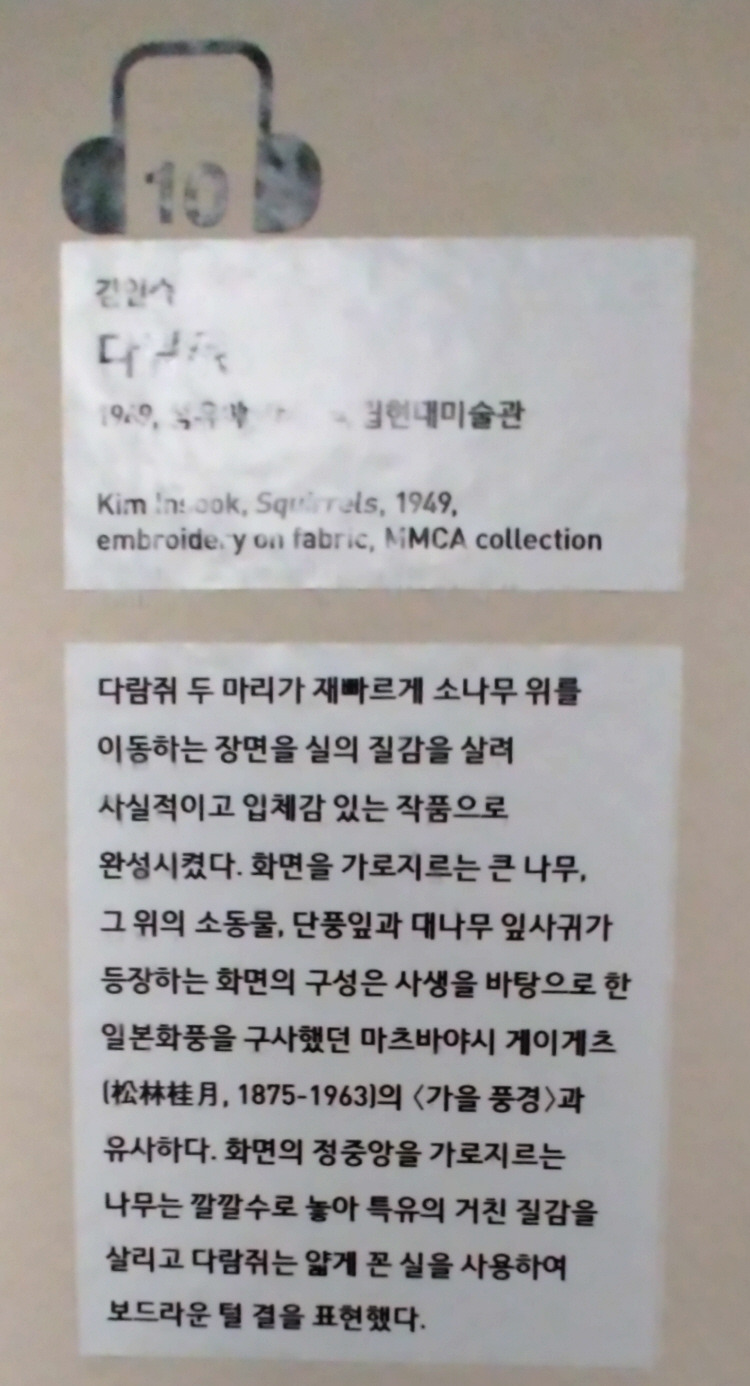 10
1949,
립현대미술관
Kim Insook, Squirrels, 1949,
embroidery on fabric, MMCA collection
다람쥐 두 마리가 재빠르게 소나무 위를
이동하는 장면을 실의 질감을 살려
사실적이고 입체감 있는 작품으로
완성시켰다. 화면을 가로지르는 큰 나무,
그 위의 소동물, 단풍잎과 대나무 잎사귀가
등장하는 화면의 구성은 사생을 바탕으로 한
일본화풍을 구사했던 마츠바야시 게이게츠
(松林桂月, 1875-1963)의 〈가을 풍경〉과
유사하다. 화면의 정중앙을 가로지르는
나무는 깔깔수로 놓아 특유의 거친 질감을
살리고 다람쥐는 얇게 꼰 실을 사용하여
보드라운 털 결을 표현했다.